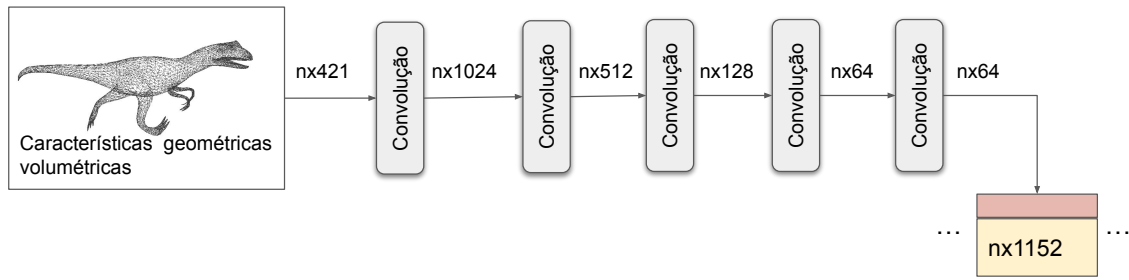 Características geométricas
volumétricas
nx421
Convolução
nx1024
Convolução
nx512
Convolução
nx128
Convolução
nx64
Convolução
nx64
...
nx1152
...